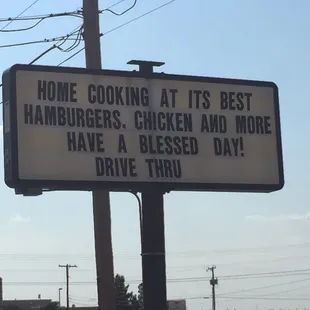 HOME COOKING AT ITS BEST
HAMBURGERS. CHICKEN AND MORE
HAVE A BLESSED DAY!
DRIVE THRU